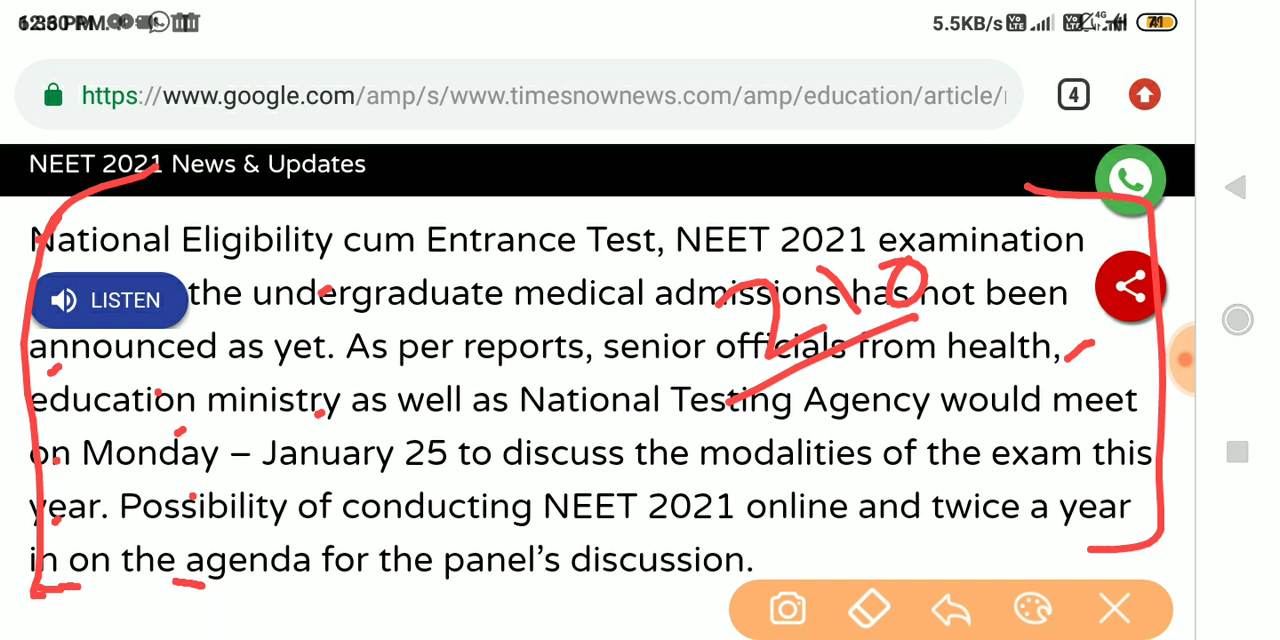 5.5KB/s
4G
71
https://www.google.com/amp/s/www.timesnownews.com/amp/education/article/
4
NEET 2021 News & Updates
National Eligibility cum Entrance Test, NEET 2021 examination
LISTEN the undergraduate medical admissions has not been
announced as yet. As per reports, senior officials from health,
education ministry as well as National Testing Agency would meet
on Monday – January 25 to discuss the modalities of the exam this
year. Possibility of conducting NEET 2021 online and twice a year
in on the agenda for the panel's discussion.